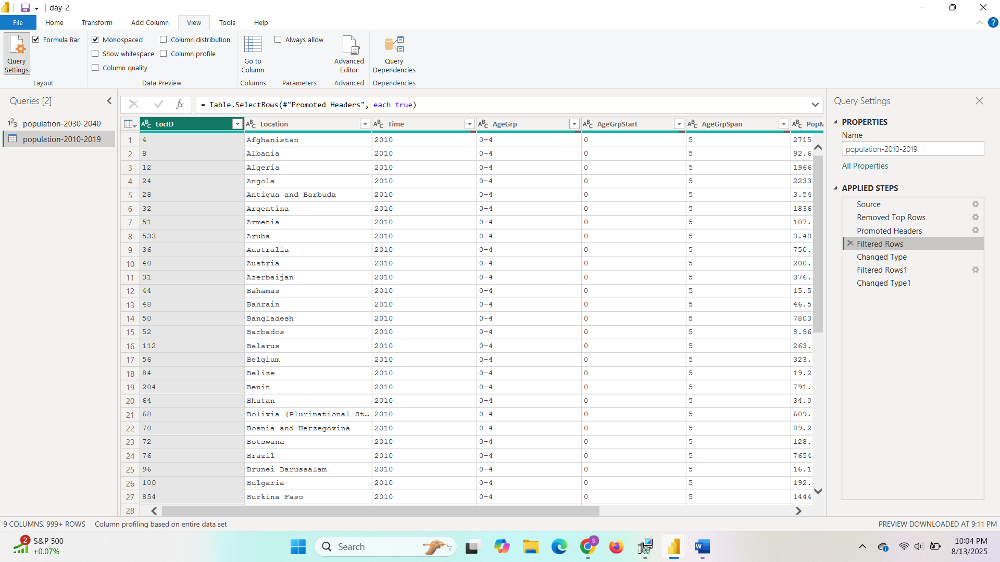 day-2
File Home Transform Add Column View Tools Help
Query Settings
Formula Bar
Layout
Monospaced
Show whitespace
Column quality
Column distribution
Column profile
Data Preview
Go to Column
Columns
Always allow
Parameters
Advanced Editor
Advanced
Query Dependencies
Dependencies
Queries [2]
population-2030-2040
population-2010-2019
fx = Table.SelectRows(#"Promoted Headers", each true)
LocID Location Time AgeGrp AgeGrpStart AgeGrpSpan PopM
1 4 Afghanistan 2010 0-4 0 5 2715
2 8 Albania 2010 0-4 0 5 92.6
3 12 Algeria 2010 0-4 0 5 1966
4 24 Angola 2010 0-4 0 5 2233
5 28 Antigua and Barbuda 2010 0-4 0 5 3.54
6 32 Argentina 2010 0-4 0 5 1836
7 51 Armenia 2010 0-4 0 5 107.
8 533 Aruba 2010 0-4 0 5 3.40
9 36 Australia 2010 0-4 0 5 750.
10 40 Austria 2010 0-4 0 5 200.
11 31 Azerbaijan 2010 0-4 0 5 376.
12 44 Bahamas 2010 0-4 0 5 15.5
13 48 Bahrain 2010 0-4 0 5 46.5
14 50 Bangladesh 2010 0-4 0 5 7803
15 52 Barbados 2010 0-4 0 5 8.96
16 112 Belarus 2010 0-4 0 5 263.
17 56 Belgium 2010 0-4 0 5 323.
18 84 Belize 2010 0-4 0 5 19.2
19 204 Benin 2010 0-4 0 5 791.
20 64 Bhutan 2010 0-4 0 5 34.0
21 68 Bolivia (Plurinational St… 2010 0-4 0 5 609.
22 70 Bosnia and Herzegovina 2010 0-4 0 5 89.2
23 72 Botswana 2010 0-4 0 5 128.
24 76 Brazil 2010 0-4 0 5 7654
25 96 Brunei Darussalam 2010 0-4 0 5 16.1
26 100 Bulgaria 2010 0-4 0 5 192.
27 854 Burkina Faso 2010 0-4 0 5 1444
28
Query Settings
PROPERTIES
Name
population-2010-2019
All Properties
APPLIED STEPS
Source
Removed Top Rows
Promoted Headers
Filtered Rows
Changed Type
Filtered Rows1
Changed Type1
9 COLUMNS, 999+ ROWS Column profiling based on entire data set PREVIEW DOWNLOADED AT 9:11 PM
2 S&P 500
+0.07%
Search
10:04 PM
8/13/2025